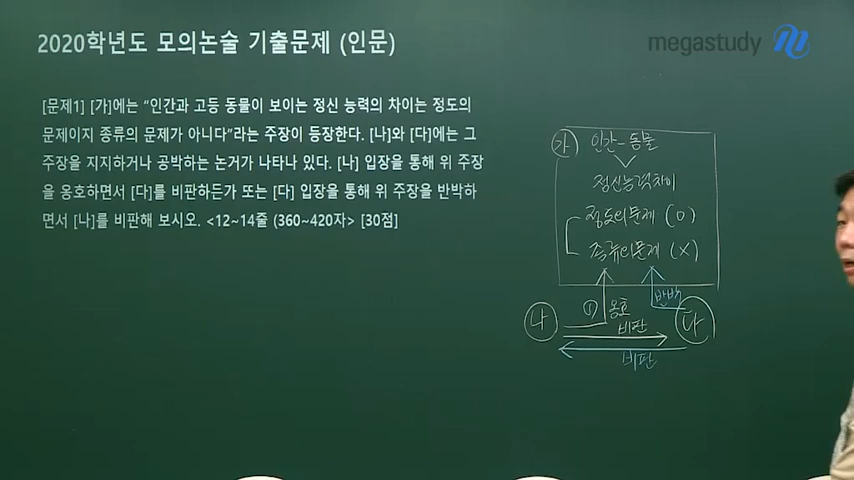 2020학년도 모의논술 기출문제 (인문)
megastudy
[문제1] [가]에는 “인간과 고등 동물이 보이는 정신 능력의 차이는 정도의
문제이지 종류의 문제가 아니다”라는 주장이 등장한다. [나]와 [다]에는 그
주장을 지지하거나 공박하는 논거가 나타나 있다. [나] 입장을 통해 위 주장
을 옹호하면서 [다]를 비판하든가 또는 [다] 입장을 통해 위 주장을 반박하
면서 [나]를 비판해 보시오. <12~14줄 (360~420자)> [30점]
가 인간-동물
정신능력차이
정도의문제 (O)
종류의문제 (X)
나 ① 옹호 반박 다
비판
비판